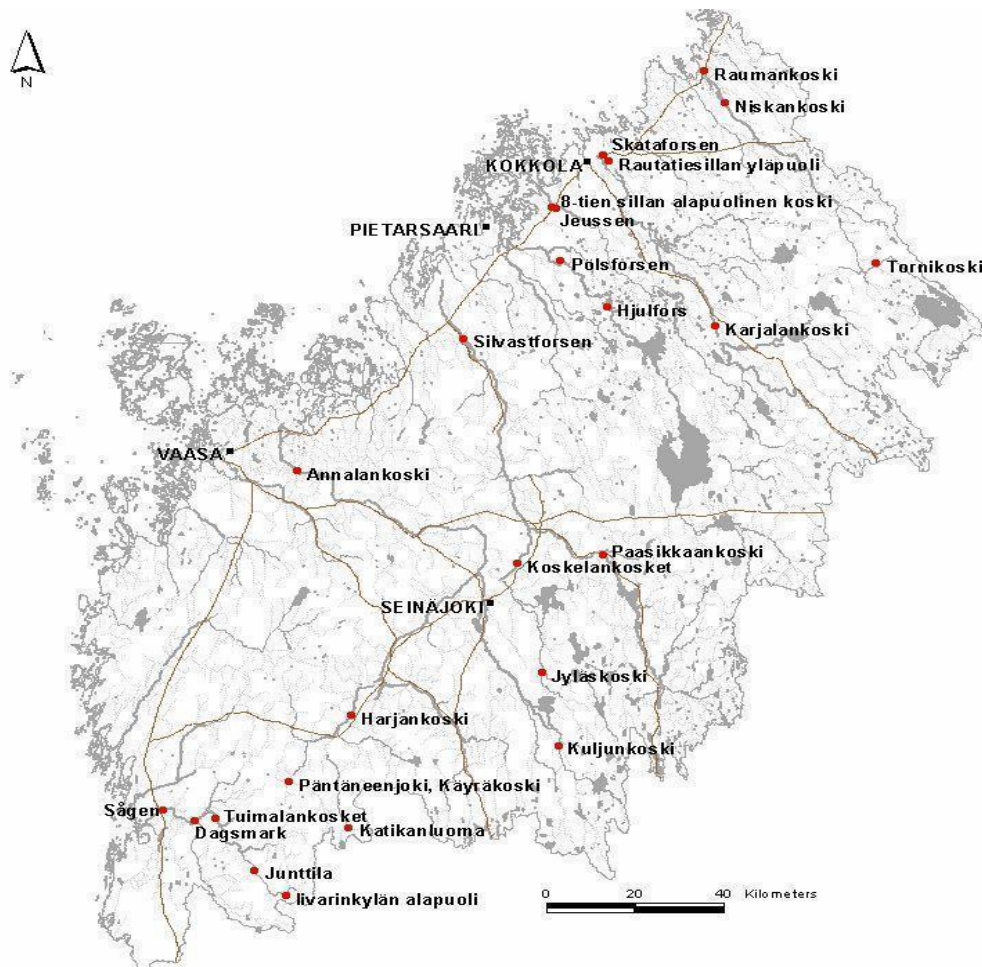 N
Raumankoski
Niskankoski
Skataforsen
KOKKOLA
Rautatiesillan yläpuoli
8-tien sillan alapuolinen koski
Jeussen
PIETARSAARI
Pölsforsen
Tornikoski
Hjulfors
Karjalankoski
Silvastforsen
VAASA
Annalankoski
Paasikkaankoski
Koskelankosket
SEINÄJOKI
Jyläskoski
Harjankoski
Kuljunkoski
Päntäneenjoki, Käyräkoski
Sågen
Tuimalankosket
Dagsmark
Katikanluoma
Junttila
Iivarinkylän alapuoli
0 20 40 Kilometers